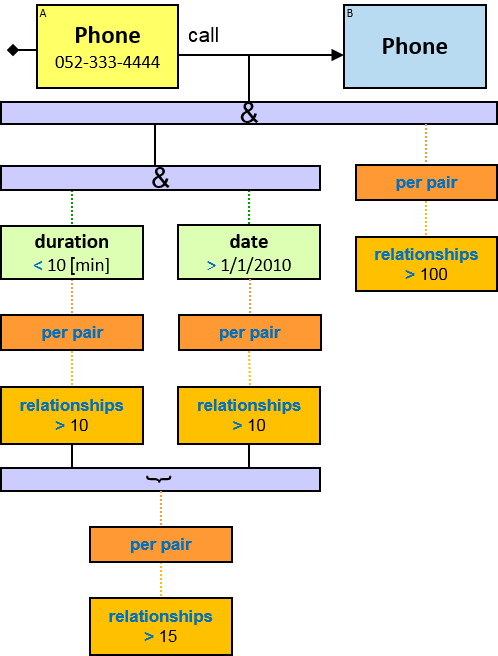 A
Phone
052-333-4444
call
B
Phone
&
&
per pair
duration
< 10 [min]
date
> 1/1/2010
relationships
> 100
per pair
per pair
relationships
> 10
relationships
> 10
}
per pair
relationships
> 15